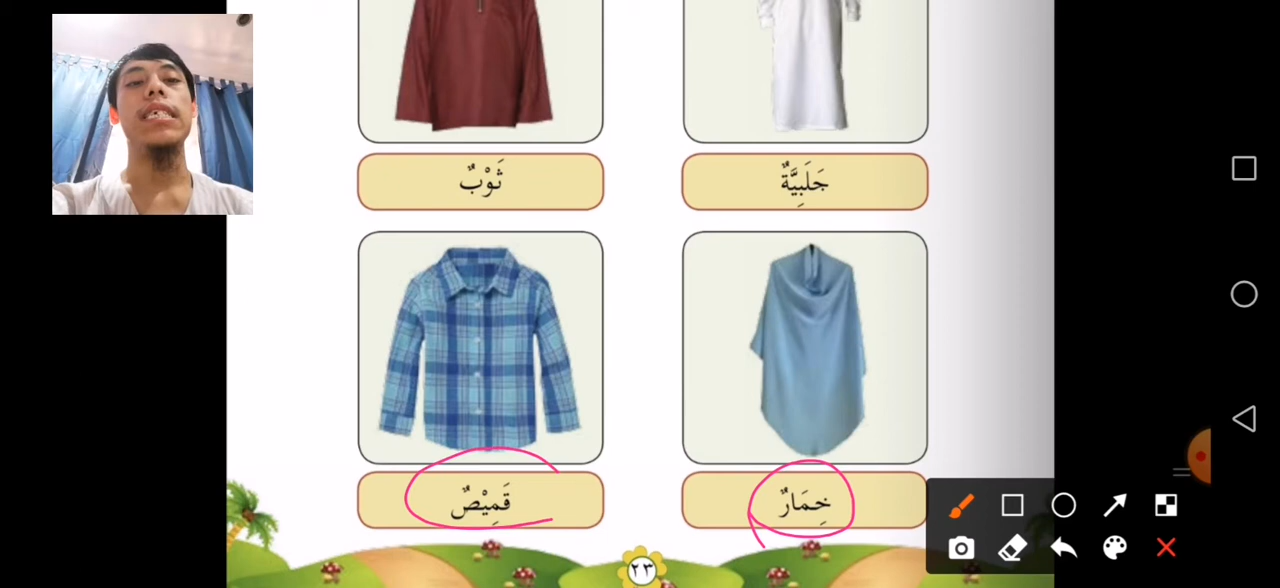 جَلَبِيَّةٌ
ثَوْبٌ
خِمَارٌ
قَمِيْصٌ
٢٣